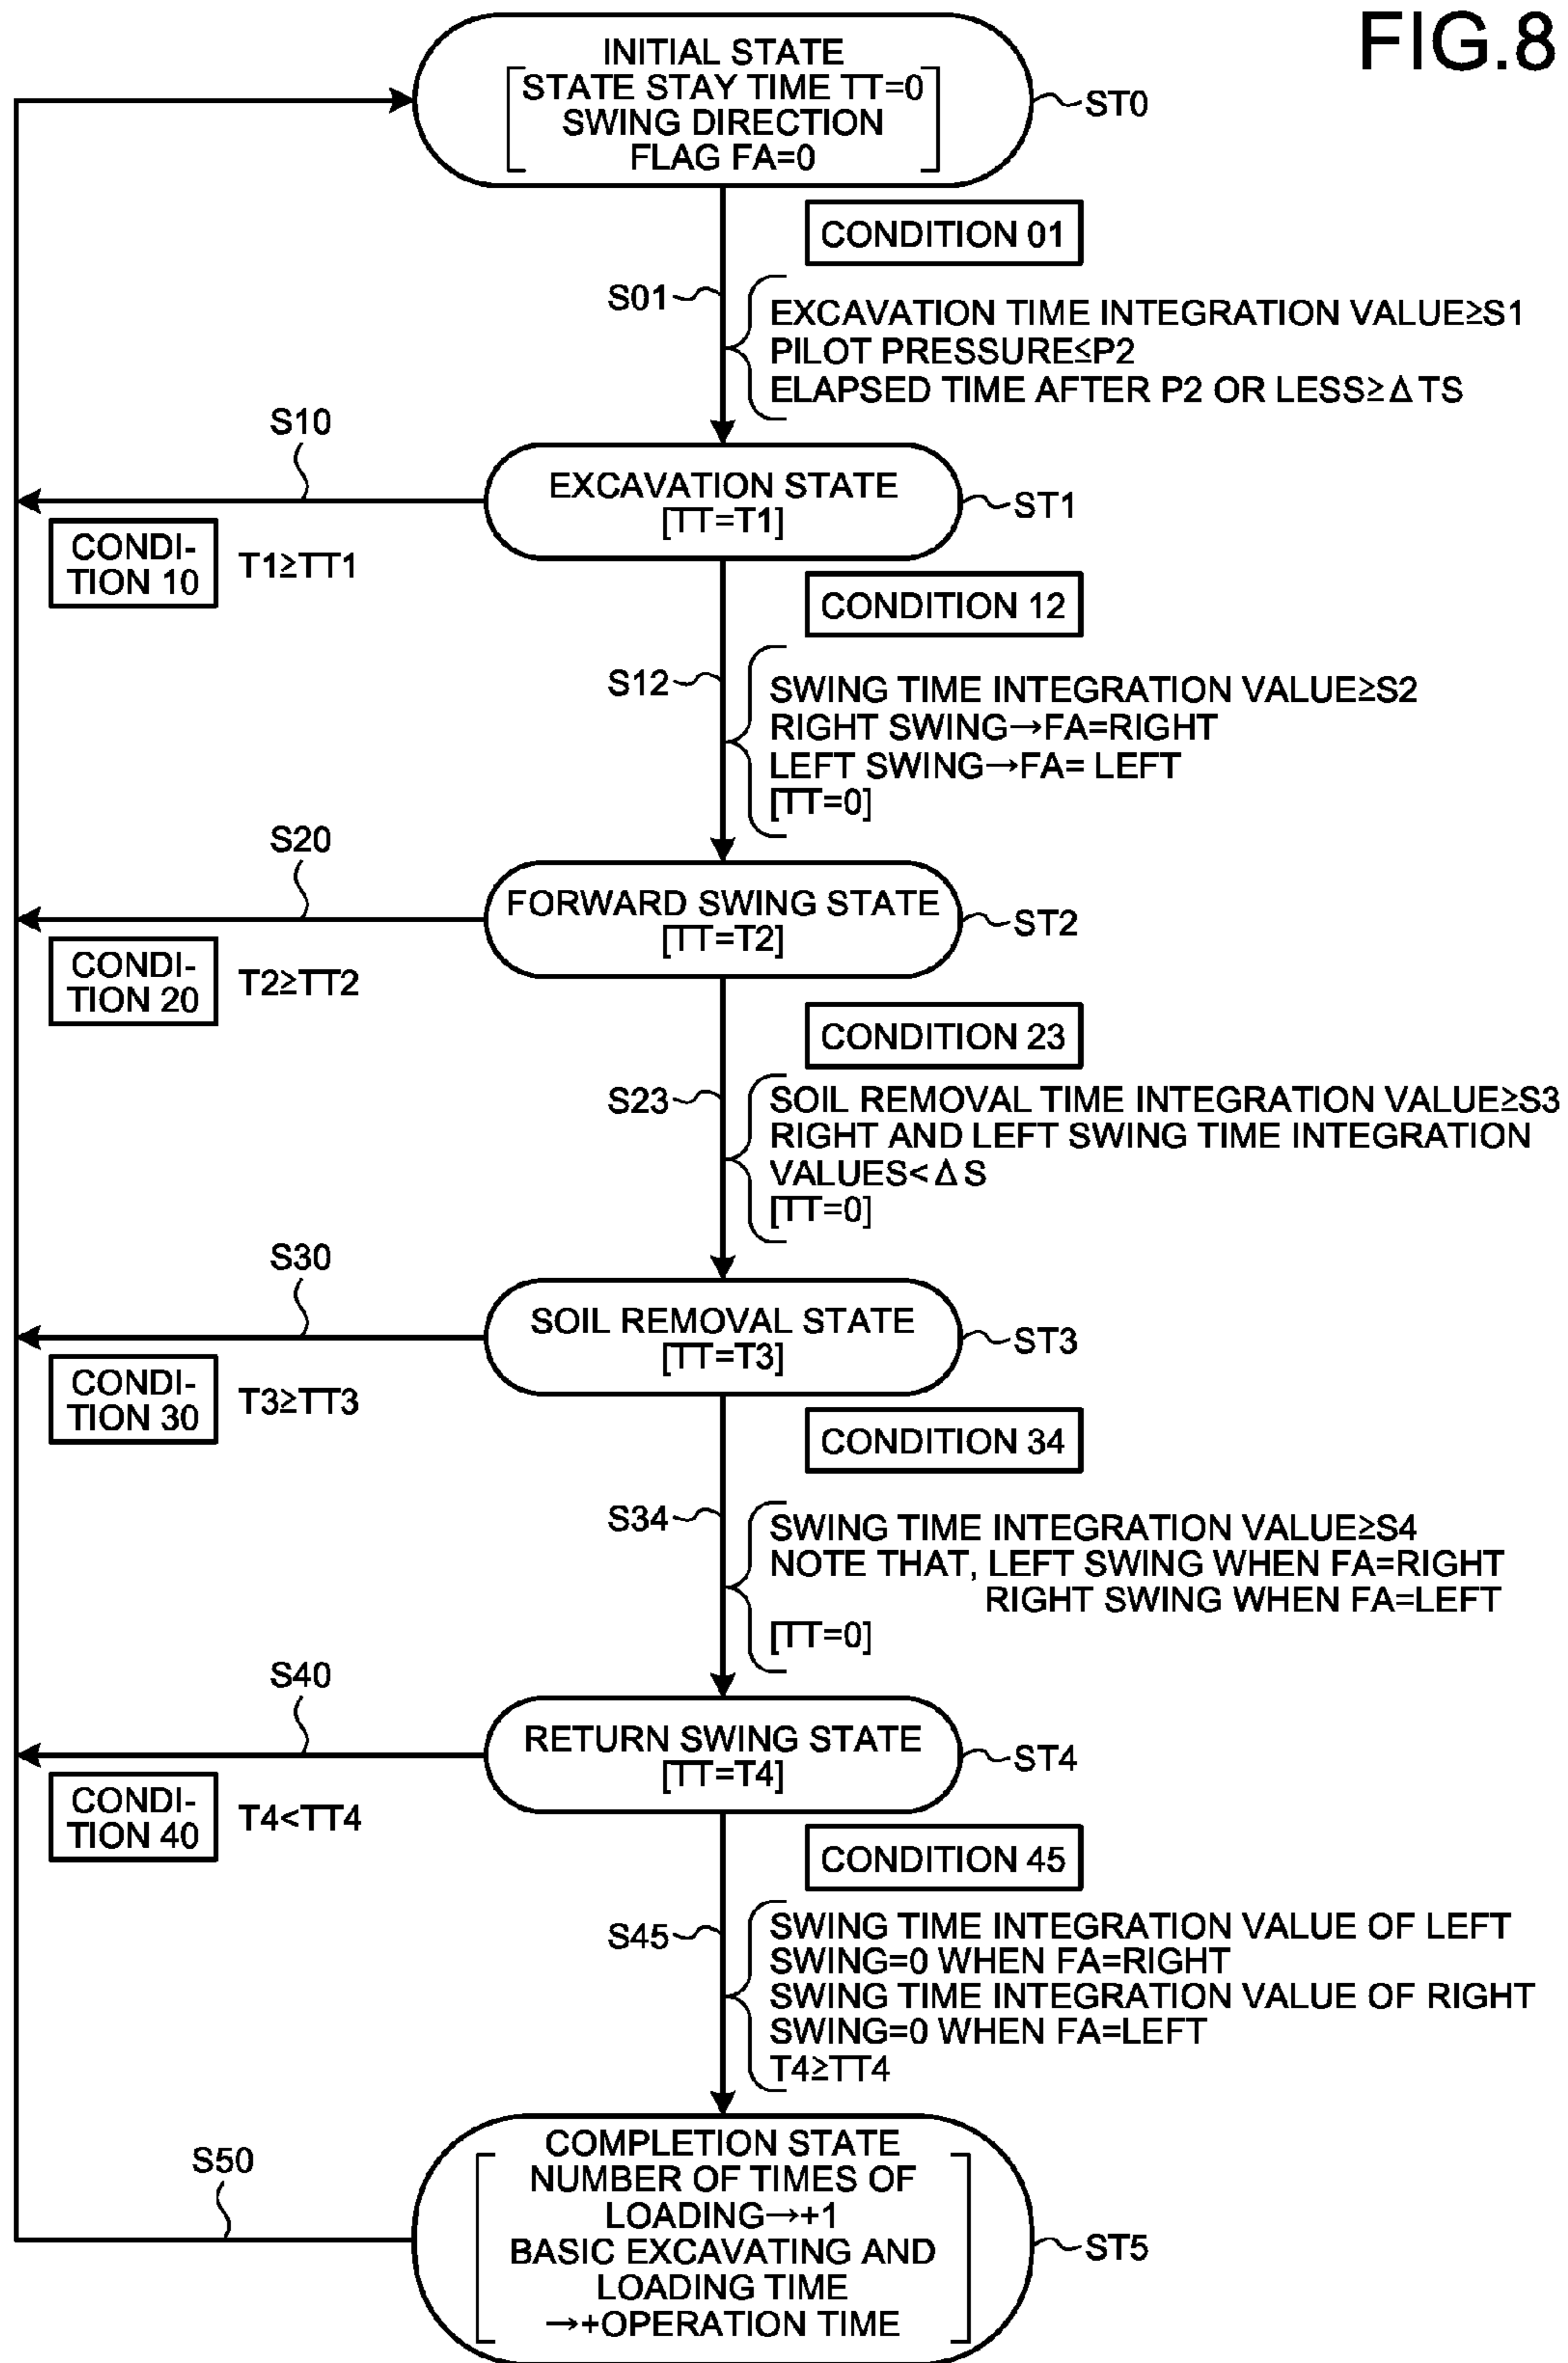 FIG.8
INITIAL STATE
STATE STAY TIME TT=0
SWING DIRECTION
FLAG FA=0
ST0
CONDITION 01
S01
EXCAVATION TIME INTEGRATION VALUE≥S1
PILOT PRESSURE≤P2
ELAPSED TIME AFTER P2 OR LESS≥ΔTS
S10
EXCAVATION STATE
[TT=T1]
ST1
CONDI-
TION 10
T1≥TT1
CONDITION 12
S12
SWING TIME INTEGRATION VALUE≥S2
RIGHT SWING→FA=RIGHT
LEFT SWING→FA= LEFT
[TT=0]
S20
FORWARD SWING STATE
[TT=T2]
ST2
CONDI-
TION 20
T2≥TT2
CONDITION 23
S23
SOIL REMOVAL TIME INTEGRATION VALUE≥S3
RIGHT AND LEFT SWING TIME INTEGRATION
VALUES<ΔS
[TT=0]
S30
SOIL REMOVAL STATE
[TT=T3]
ST3
CONDI-
TION 30
T3≥TT3
CONDITION 34
S34
SWING TIME INTEGRATION VALUE≥S4
NOTE THAT, LEFT SWING WHEN FA=RIGHT
RIGHT SWING WHEN FA=LEFT
[TT=0]
S40
RETURN SWING STATE
[TT=T4]
ST4
CONDI-
TION 40
T4<TT4
CONDITION 45
S45
SWING TIME INTEGRATION VALUE OF LEFT
SWING=0 WHEN FA=RIGHT
SWING TIME INTEGRATION VALUE OF RIGHT
SWING=0 WHEN FA=LEFT
T4≥TT4
S50
COMPLETION STATE
NUMBER OF TIMES OF
LOADING→+1
BASIC EXCAVATING AND
LOADING TIME
→+OPERATION TIME
ST5